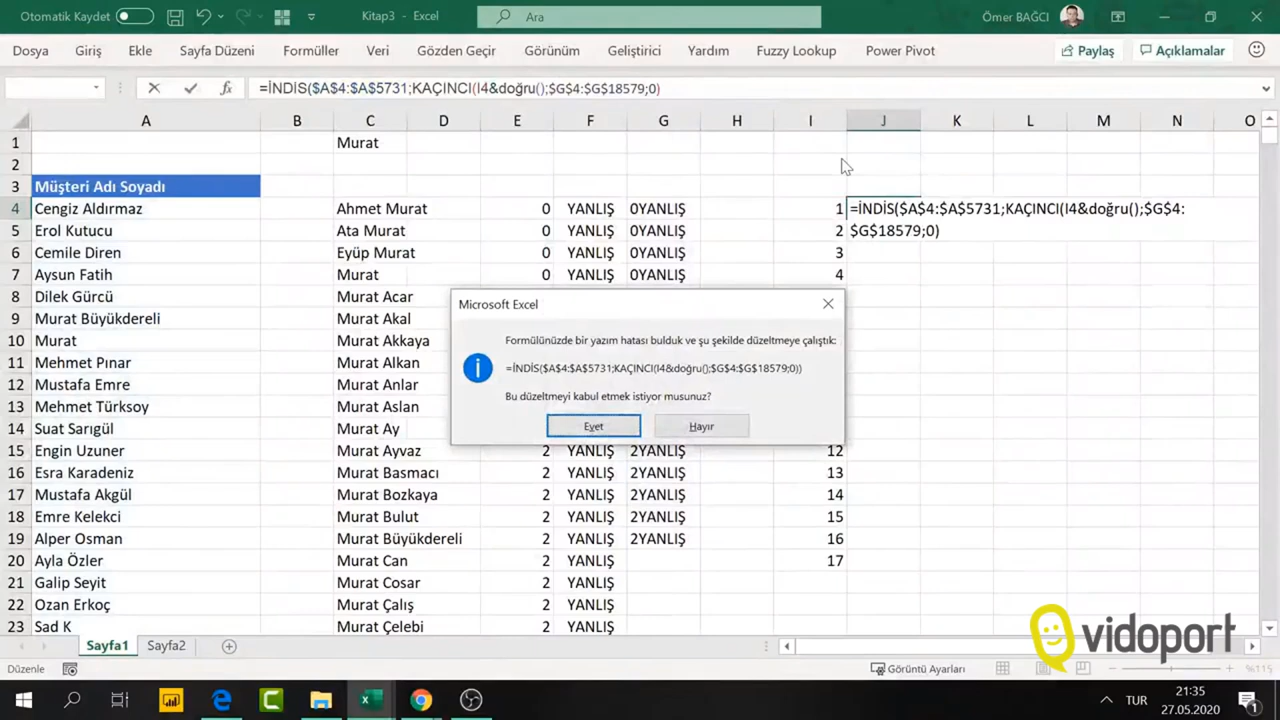 Otomatik Kaydet
Kitap3 - Excel
Ara
Ömer BAĞCI
Dosya Giriş Ekle Sayfa Düzeni Formüller Veri Gözden Geçir Görünüm Geliştirici Yardım Fuzzy Lookup Power Pivot Paylaş Açıklamalar
fx =İNDİS($A$4:$A$5731;KAÇINCI(I4&doğru();$G$4:$G$18579;0)
A B C D E F G H I J K L M N O
1 Murat
2
3 Müşteri Adı Soyadı
4 Cengiz Aldırmaz Ahmet Murat 0 YANLIŞ 0YANLIŞ 1 =İNDİS($A$4:$A$5731;KAÇINCI(I4&doğru();$G$4:
5 Erol Kutucu Ata Murat 0 YANLIŞ 0YANLIŞ 2 $G$18579;0)
6 Cemile Diren Eyüp Murat 0 YANLIŞ 0YANLIŞ 3
7 Aysun Fatih Murat 0 YANLIŞ 0YANLIŞ 4
8 Dilek Gürcü Murat Acar
9 Murat Büyükdereli Murat Akal
10 Murat Murat Akkaya
11 Mehmet Pınar Murat Alkan
12 Mustafa Emre Murat Anlar
13 Mehmet Türksoy Murat Aslan
14 Suat Sarıgül Murat Ay
15 Engin Uzuner Murat Ayvaz 2 YANLIŞ 2YANLIŞ 12
16 Esra Karadeniz Murat Basmacı 2 YANLIŞ 2YANLIŞ 13
17 Mustafa Akgül Murat Bozkaya 2 YANLIŞ 2YANLIŞ 14
18 Emre Kelekci Murat Bulut 2 YANLIŞ 2YANLIŞ 15
19 Alper Osman Murat Büyükdereli 2 YANLIŞ 2YANLIŞ 16
20 Ayla Özler Murat Can 2 YANLIŞ 17
21 Galip Seyit Murat Cosar 2 YANLIŞ
22 Ozan Erkoç Murat Çalış 2 YANLIŞ
23 Sad K Murat Çelebi 2 YANLIŞ
Microsoft Excel
Formülünüzde bir yazım hatası bulduk ve şu şekilde düzeltmeye çalıştık:
=İNDİS($A$4:$A$5731;KAÇINCI(I4&doğru();$G$4:$G$18579;0))
Bu düzeltmeyi kabul etmek istiyor musunuz?
Evet Hayır
vidoport
Sayfa1 Sayfa2
Düzenle
Görüntü Ayarları
%115
TUR
21:35
27.05.2020
1